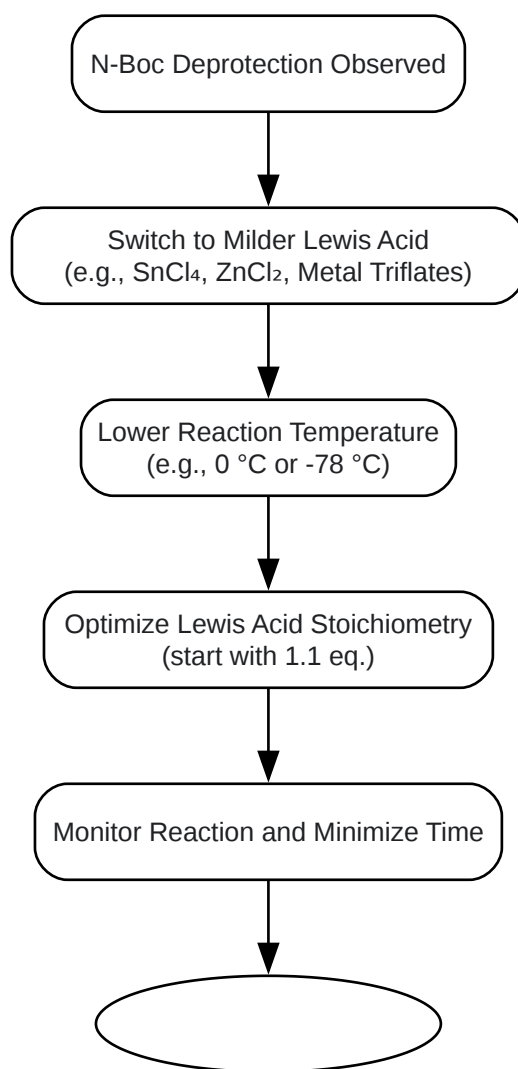 N-Boc Deprotection Observed
Switch to Milder Lewis Acid
(e.g., SnCl₄, ZnCl₂, Metal Triflates)
Lower Reaction Temperature
(e.g., 0 °C or -78 °C)
Optimize Lewis Acid Stoichiometry
(start with 1.1 eq.)
Monitor Reaction and Minimize Time